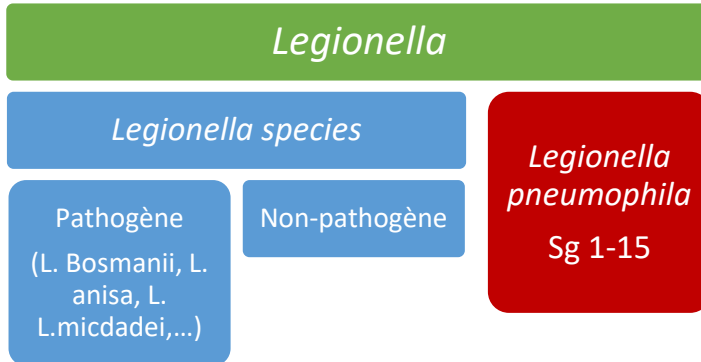 Legionella
Legionella species
Legionella
pneumophila
Sg 1-15
Pathogène
(L. Bosmanii, L.
anisa, L.
L.micdadei,…)
Non-pathogène